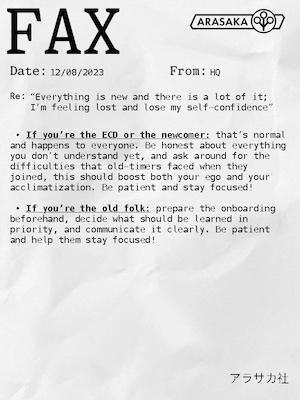 FAX
ARASAKA
Date: 12/08/2023 From: HQ
Re: “Everything is new and there is a lot of it;
I’m feeling lost and lose my self-confidence”
• If you’re the ECD or the newcomer: that’s normal
and happens to everyone. Be honest about everything
you don’t understand yet, and ask around for the
difficulties that old-timers faced when they
joined, this should boost both your ego and your
acclimatization. Be patient and stay focused!
• If you’re the old folk: prepare the onboarding
beforehand, decide what should be learned in
priority, and communicate it clearly. Be patient
and help them stay focused!
アラサカ社